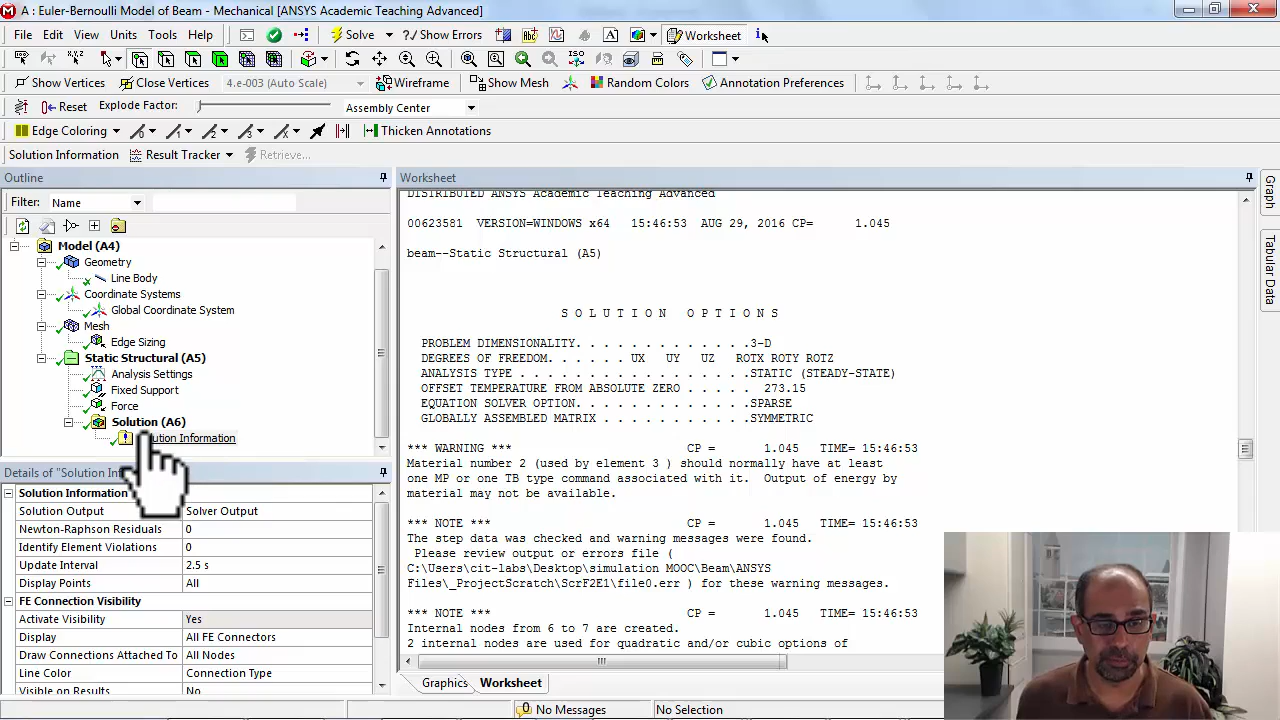 A : Euler-Bernoulli Model of Beam - Mechanical [ANSYS Academic Teaching Advanced]
File Edit View Units Tools Help Solve ?/ Show Errors Worksheet
Show Vertices Close Vertices 4.e-003 (Auto Scale) Wireframe Show Mesh Random Colors Annotation Preferences
Reset Explode Factor: Assembly Center
Edge Coloring Thicken Annotations
Solution Information Result Tracker Retrieve...
Outline
Filter: Name
Model (A4)
Geometry
Line Body
Coordinate Systems
Global Coordinate System
Mesh
Edge Sizing
Static Structural (A5)
Analysis Settings
Fixed Support
Force
Solution (A6)
ution Information
Details of "Solution In
Solution Information
Solution Output Solver Output
Newton-Raphson Residuals 0
Identify Element Violations 0
Update Interval 2.5 s
Display Points All
FE Connection Visibility
Activate Visibility Yes
Display All FE Connectors
Draw Connections Attached To All Nodes
Line Color Connection Type
Visible on Results No
Worksheet
DISTRIBUTED ANSYS Academic Teaching Advanced
00623581 VERSION=WINDOWS x64 15:46:53 AUG 29, 2016 CP= 1.045
beam--Static Structural (A5)
S O L U T I O N O P T I O N S
PROBLEM DIMENSIONALITY. . . . . . . . . . . . .3-D
DEGREES OF FREEDOM. . . . . . UX UY UZ ROTX ROTY ROTZ
ANALYSIS TYPE . . . . . . . . . . . . . . . . .STATIC (STEADY-STATE)
OFFSET TEMPERATURE FROM ABSOLUTE ZERO . . . . . 273.15
EQUATION SOLVER OPTION. . . . . . . . . . . . .SPARSE
GLOBALLY ASSEMBLED MATRIX . . . . . . . . . . .SYMMETRIC
*** WARNING *** CP = 1.045 TIME= 15:46:53
Material number 2 (used by element 3 ) should normally have at least
one MP or one TB type command associated with it. Output of energy by
material may not be available.
*** NOTE *** CP = 1.045 TIME= 15:46:53
The step data was checked and warning messages were found.
Please review output or errors file (
C:\Users\cit-labs\Desktop\simulation MOOC\Beam\ANSYS
Files\_ProjectScratch\ScrF2E1\file0.err ) for these warning messages.
*** NOTE *** CP = 1.045 TIME= 15:46:53
Internal nodes from 6 to 7 are created.
2 internal nodes are used for quadratic and/or cubic options of
Graphics Worksheet
Graph
Tabular Data
0 No Messages No Selection